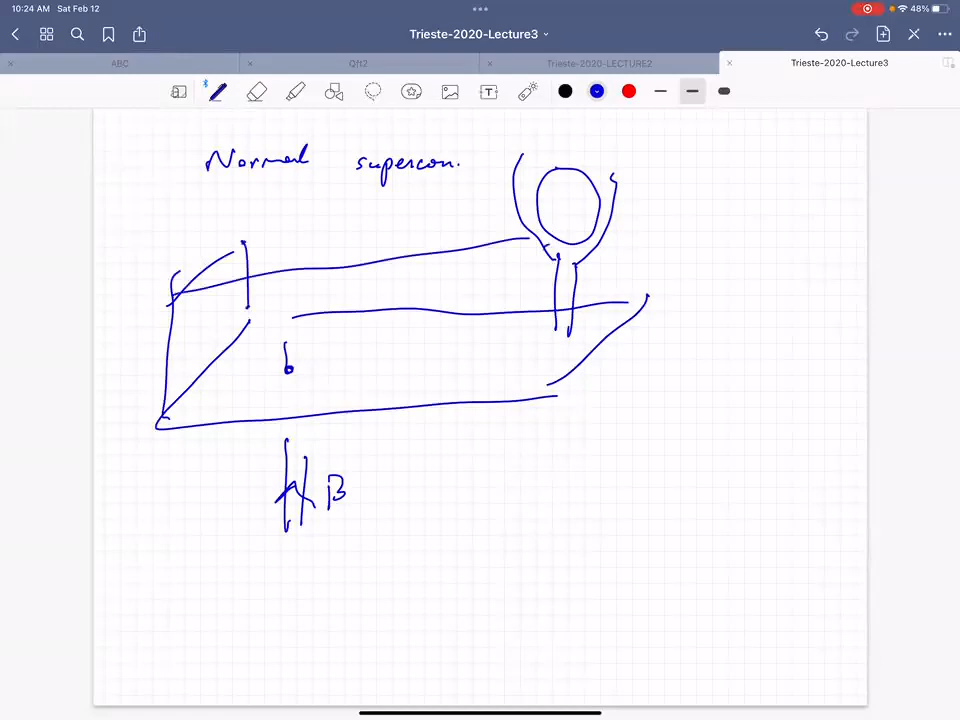 10:24 AM Sat Feb 12
48%
Trieste-2020-Lecture3
ABC
Qft2
Trieste-2020-LECTURE2
Trieste-2020-Lecture3
T
Normal supercon.
B